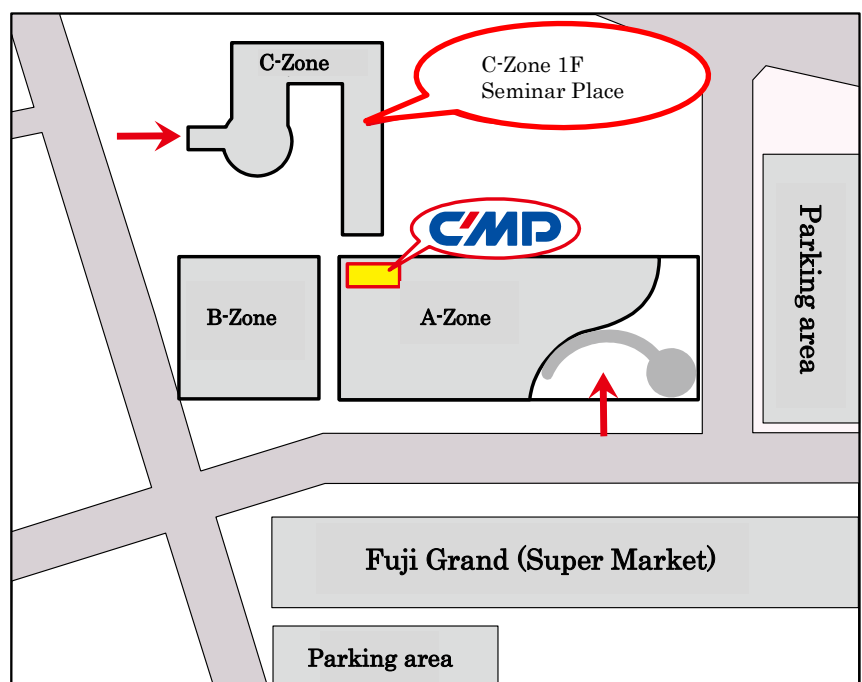 C-Zone
C-Zone 1F
Seminar Place
CMP
B-Zone
A-Zone
Parking area
Fuji Grand (Super Market)
Parking area